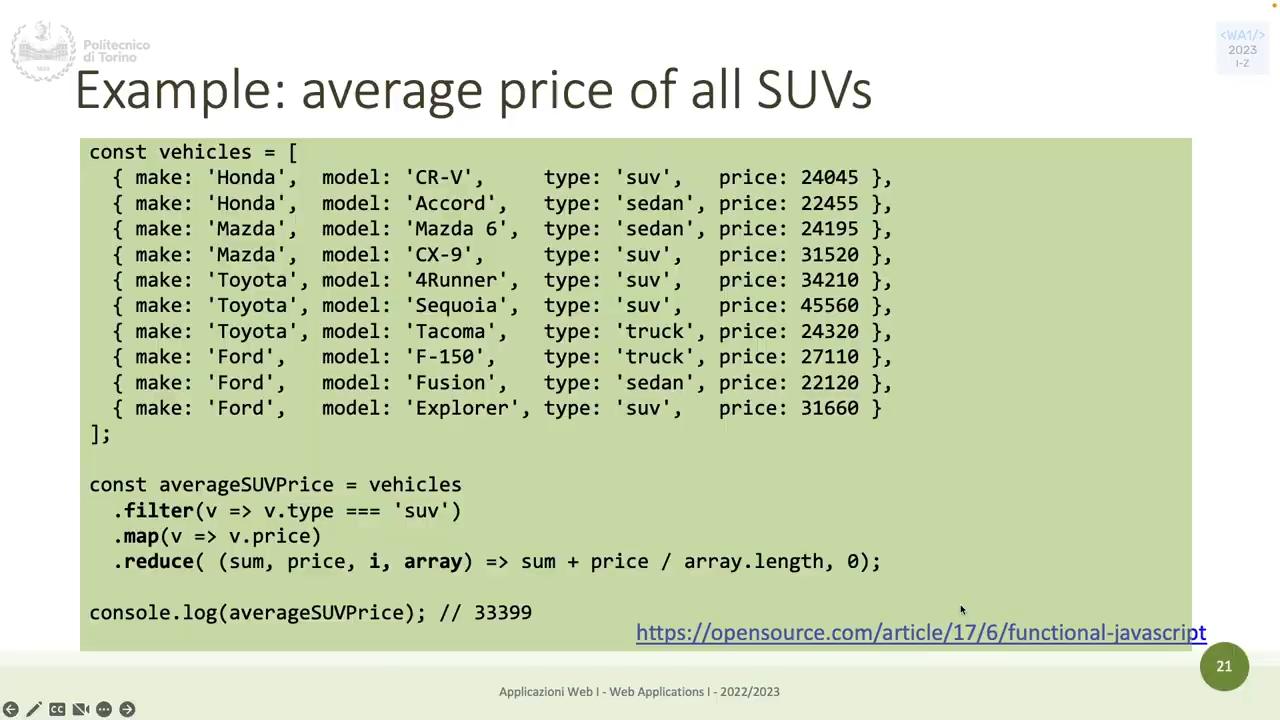 Politecnico
di Torino
<WA1/>
2023
I-Z
Example: average price of all SUVs
const vehicles = [
  { make: 'Honda',  model: 'CR-V',     type: 'suv',   price: 24045 },
  { make: 'Honda',  model: 'Accord',   type: 'sedan', price: 22455 },
  { make: 'Mazda',  model: 'Mazda 6',  type: 'sedan', price: 24195 },
  { make: 'Mazda',  model: 'CX-9',     type: 'suv',   price: 31520 },
  { make: 'Toyota', model: '4Runner',  type: 'suv',   price: 34210 },
  { make: 'Toyota', model: 'Sequoia',  type: 'suv',   price: 45560 },
  { make: 'Toyota', model: 'Tacoma',   type: 'truck', price: 24320 },
  { make: 'Ford',   model: 'F-150',    type: 'truck', price: 27110 },
  { make: 'Ford',   model: 'Fusion',   type: 'sedan', price: 22120 },
  { make: 'Ford',   model: 'Explorer', type: 'suv',   price: 31660 }
];
const averageSUVPrice = vehicles
  .filter(v => v.type === 'suv')
  .map(v => v.price)
  .reduce( (sum, price, i, array) => sum + price / array.length, 0);
console.log(averageSUVPrice); // 33399
https://opensource.com/article/17/6/functional-javascript
21
Applicazioni Web I - Web Applications I - 2022/2023
CC